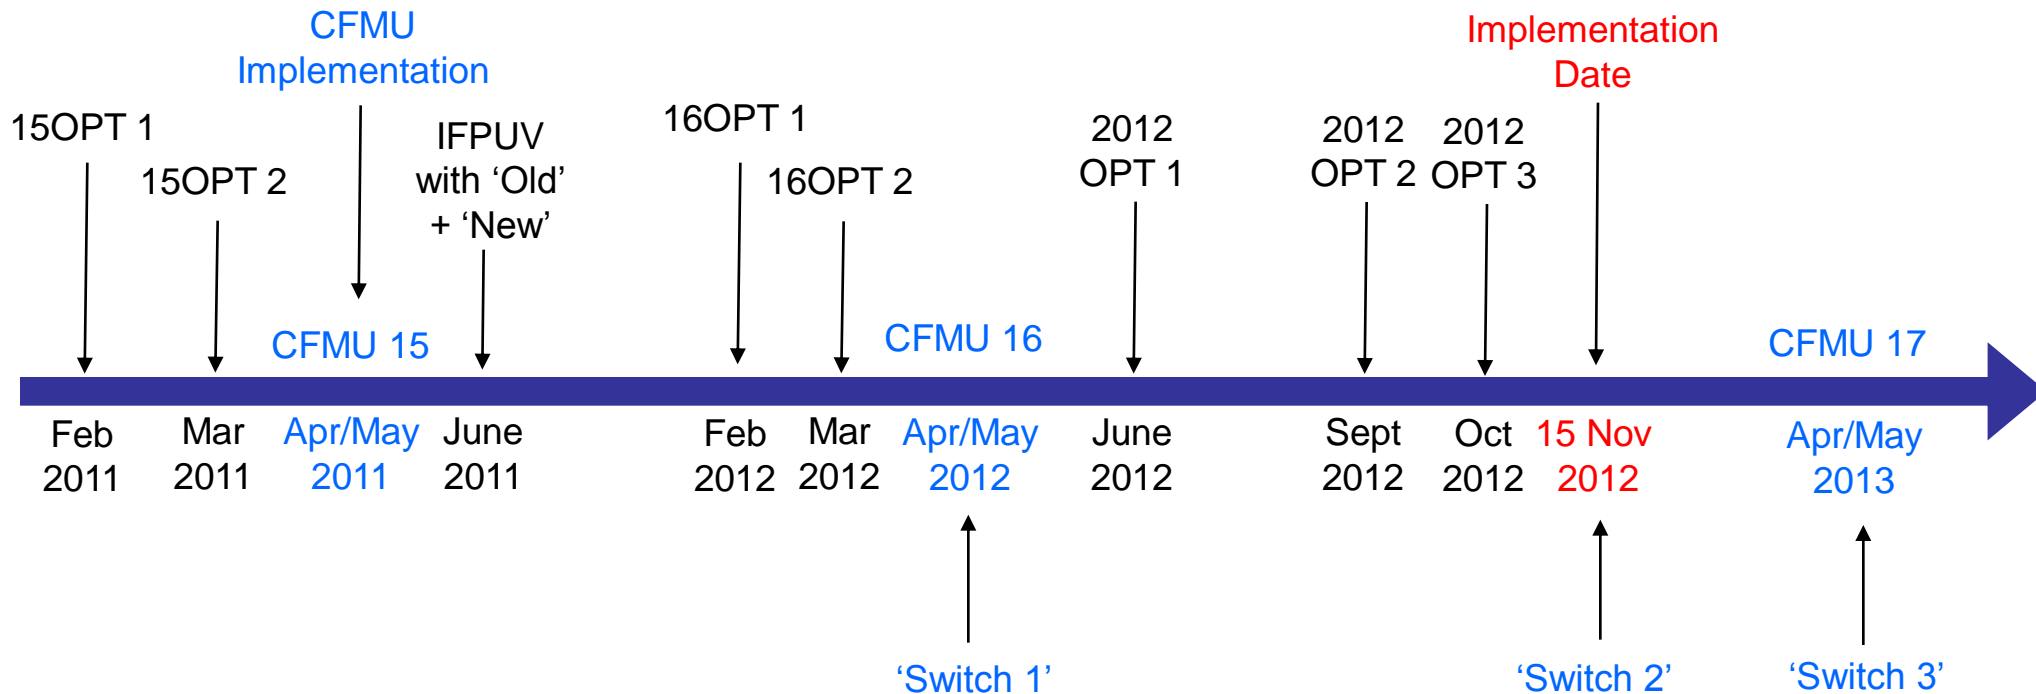 CFMU
Implementation
Implementation
Date
15OPT 1
15OPT 2
IFPUV
with ‘Old’
+ ‘New’
16OPT 1
16OPT 2
2012
OPT 1
2012
OPT 2
2012
OPT 3
CFMU 15
CFMU 16
CFMU 17
Feb
2011
Mar
2011
Apr/May
2011
June
2011
Feb
2012
Mar
2012
Apr/May
2012
June
2012
Sept
2012
Oct
2012
15 Nov
2012
Apr/May
2013
‘Switch 1’
‘Switch 2’
‘Switch 3’